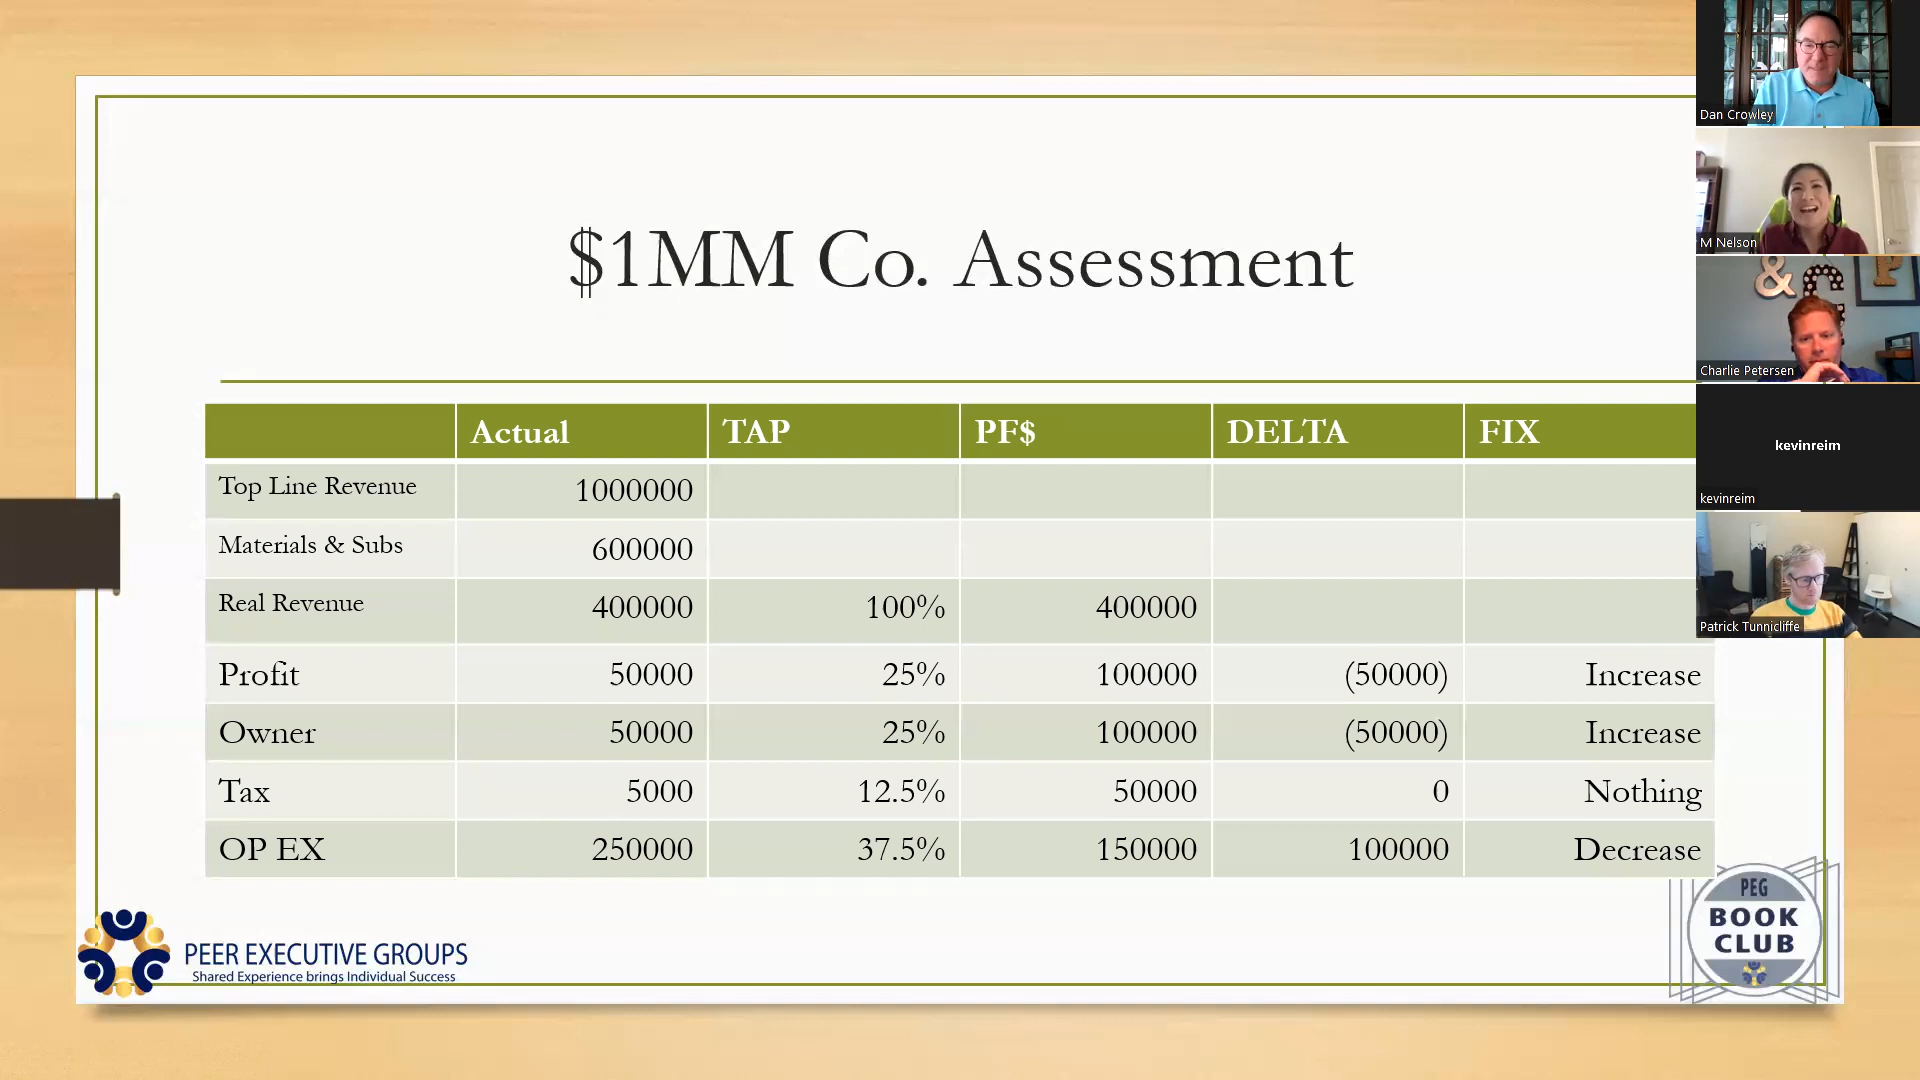 $1MM Co. Assessment
Actual TAP PF$ DELTA FIX
Top Line Revenue 1000000
Materials & Subs 600000
Real Revenue 400000 100% 400000
Profit 50000 25% 100000 (50000) Increase
Owner 50000 25% 100000 (50000) Increase
Tax 5000 12.5% 50000 0 Nothing
OP EX 250000 37.5% 150000 100000 Decrease
PEER EXECUTIVE GROUPS
Shared Experience brings Individual Success
PEG
BOOK
CLUB
Dan Crowley
M Nelson
& G P
Charlie Petersen
kevinreim
kevinreim
Patrick Tunnicliffe